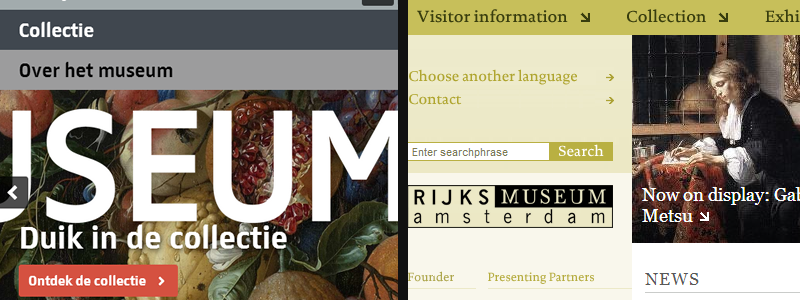 Collectie
Over het museum
USEUM
Duik in de collectie
Ontdek de collectie
Visitor information
Collection
Exhi
Choose another language
Contact
Enter searchphrase
Search
RIJKS MUSEUM
amsterdam
Now on display: Gab
Metsu
Founder
Presenting Partners
NEWS